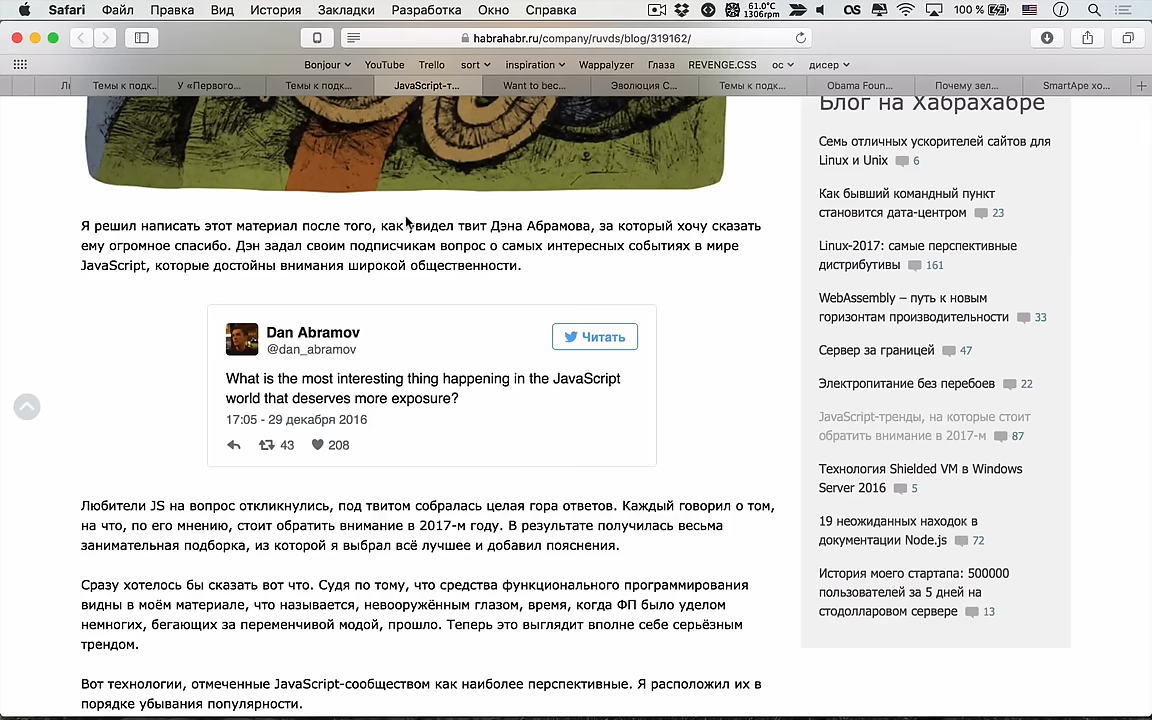 Safari Файл Правка Вид История Закладки Разработка Окно Справка 61.0°C 1306rpm 100 %
habrahabr.ru/company/ruvds/blog/319162/
Bonjour YouTube Trello sort inspiration Wappalyzer Глаза REVENGE.CSS ос дисер
Темы к подк... У «Первого... Темы к подк... JavaScript-т... Want to bec... Эволюция С... Темы к подк... Obama Foun... Почему зел... SmartApe хо...
Я решил написать этот материал после того, как увидел твит Дэна Абрамова, за который хочу сказать
ему огромное спасибо. Дэн задал своим подписчикам вопрос о самых интересных событиях в мире
JavaScript, которые достойны внимания широкой общественности.
Dan Abramov
@dan_abramov
Читать
What is the most interesting thing happening in the JavaScript
world that deserves more exposure?
17:05 - 29 декабря 2016
43 208
Любители JS на вопрос откликнулись, под твитом собралась целая гора ответов. Каждый говорил о том,
на что, по его мнению, стоит обратить внимание в 2017-м году. В результате получилась весьма
занимательная подборка, из которой я выбрал всё лучшее и добавил пояснения.
Сразу хотелось бы сказать вот что. Судя по тому, что средства функционального программирования
видны в моём материале, что называется, невооружённым глазом, время, когда ФП было уделом
немногих, бегающих за переменчивой модой, прошло. Теперь это выглядит вполне себе серьёзным
трендом.
Вот технологии, отмеченные JavaScript-сообществом как наиболее перспективные. Я расположил их в
порядке убывания популярности.
Блог на Хабрахабре
Семь отличных ускорителей сайтов для
Linux и Unix 6
Как бывший командный пункт
становится дата-центром 23
Linux-2017: самые перспективные
дистрибутивы 161
WebAssembly – путь к новым
горизонтам производительности 33
Сервер за границей 47
Электропитание без перебоев 22
JavaScript-тренды, на которые стоит
обратить внимание в 2017-м 87
Технология Shielded VM в Windows
Server 2016 5
19 неожиданных находок в
документации Node.js 72
История моего стартапа: 500000
пользователей за 5 дней на
стодолларовом сервере 13